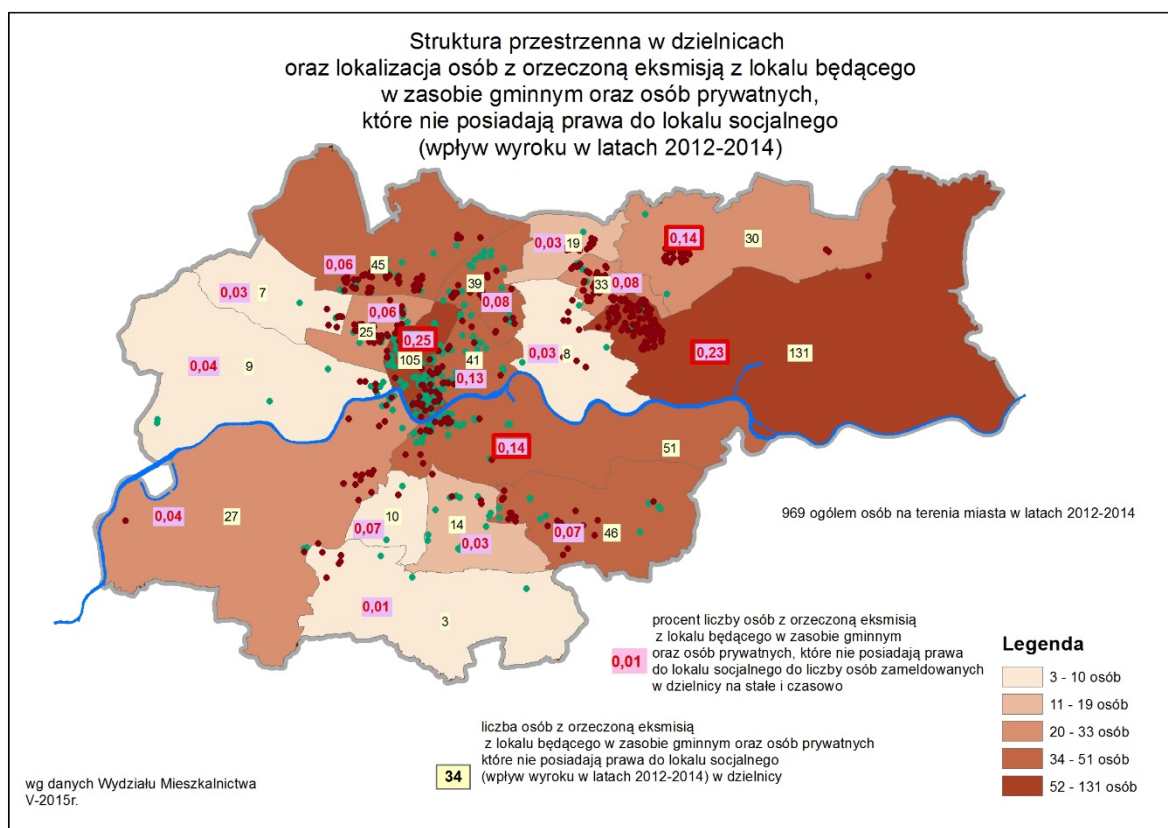 Struktura przestrzenna w dzielnicach
oraz lokalizacja osób z orzeczoną eksmisją z lokalu będącego
w zasobie gminnym oraz osób prywatnych,
które nie posiadają prawa do lokalu socjalnego
(wpływ wyroku w latach 2012-2014)
0,14
30
0,03
19
0,06
45
39
0,08
33
0,08
0,03
7
0,06
25
0,25
105
41
0,13
0,03
8
0,23
131
0,04
9
0,14
51
0,04
27
10
0,07
14
0,03
0,07
46
0,01
3
969 ogółem osób na terenia miasta w latach 2012-2014
procent liczby osób z orzeczoną eksmisią
z lokalu będącego w zasobie gminnym
oraz osób prywatnych, które nie posiadają prawa
do lokalu socjalnego do liczby osób zameldowanych
w dzielnicy na stałe i czasowo
0,01
liczba osób z orzeczoną eksmisią
z lokalu będącego w zasobie gminnym oraz osób prywatnych
które nie posiadają prawa do lokalu socjalnego
(wpływ wyroku w latach 2012-2014) w dzielnicy
34
wg danych Wydziału Mieszkalnictwa
V-2015r.
Legenda
3 - 10 osób
11 - 19 osób
20 - 33 osób
34 - 51 osób
52 - 131 osób